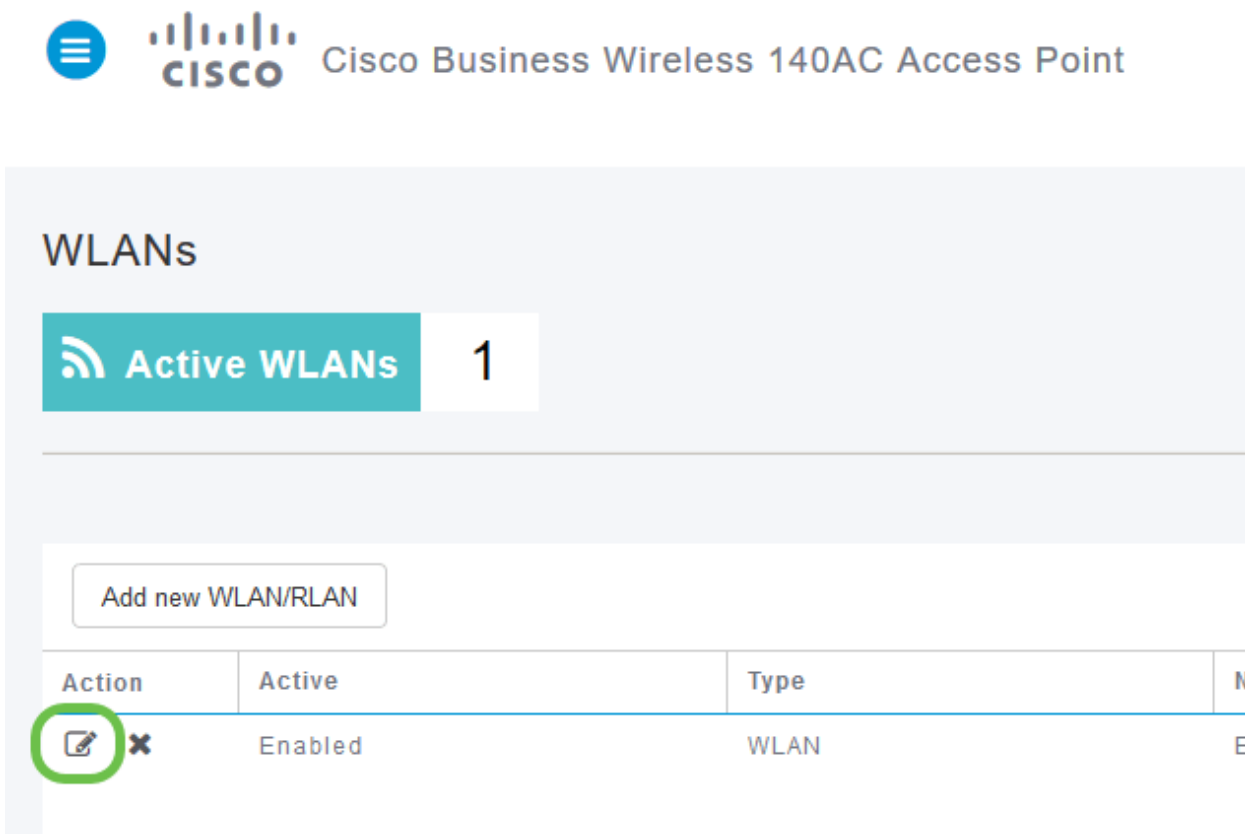 CISCO
Cisco Business Wireless 140AC Access Point
WLANs
Active WLANs 1
Add new WLAN/RLAN
Action Active Type
Enabled WLAN